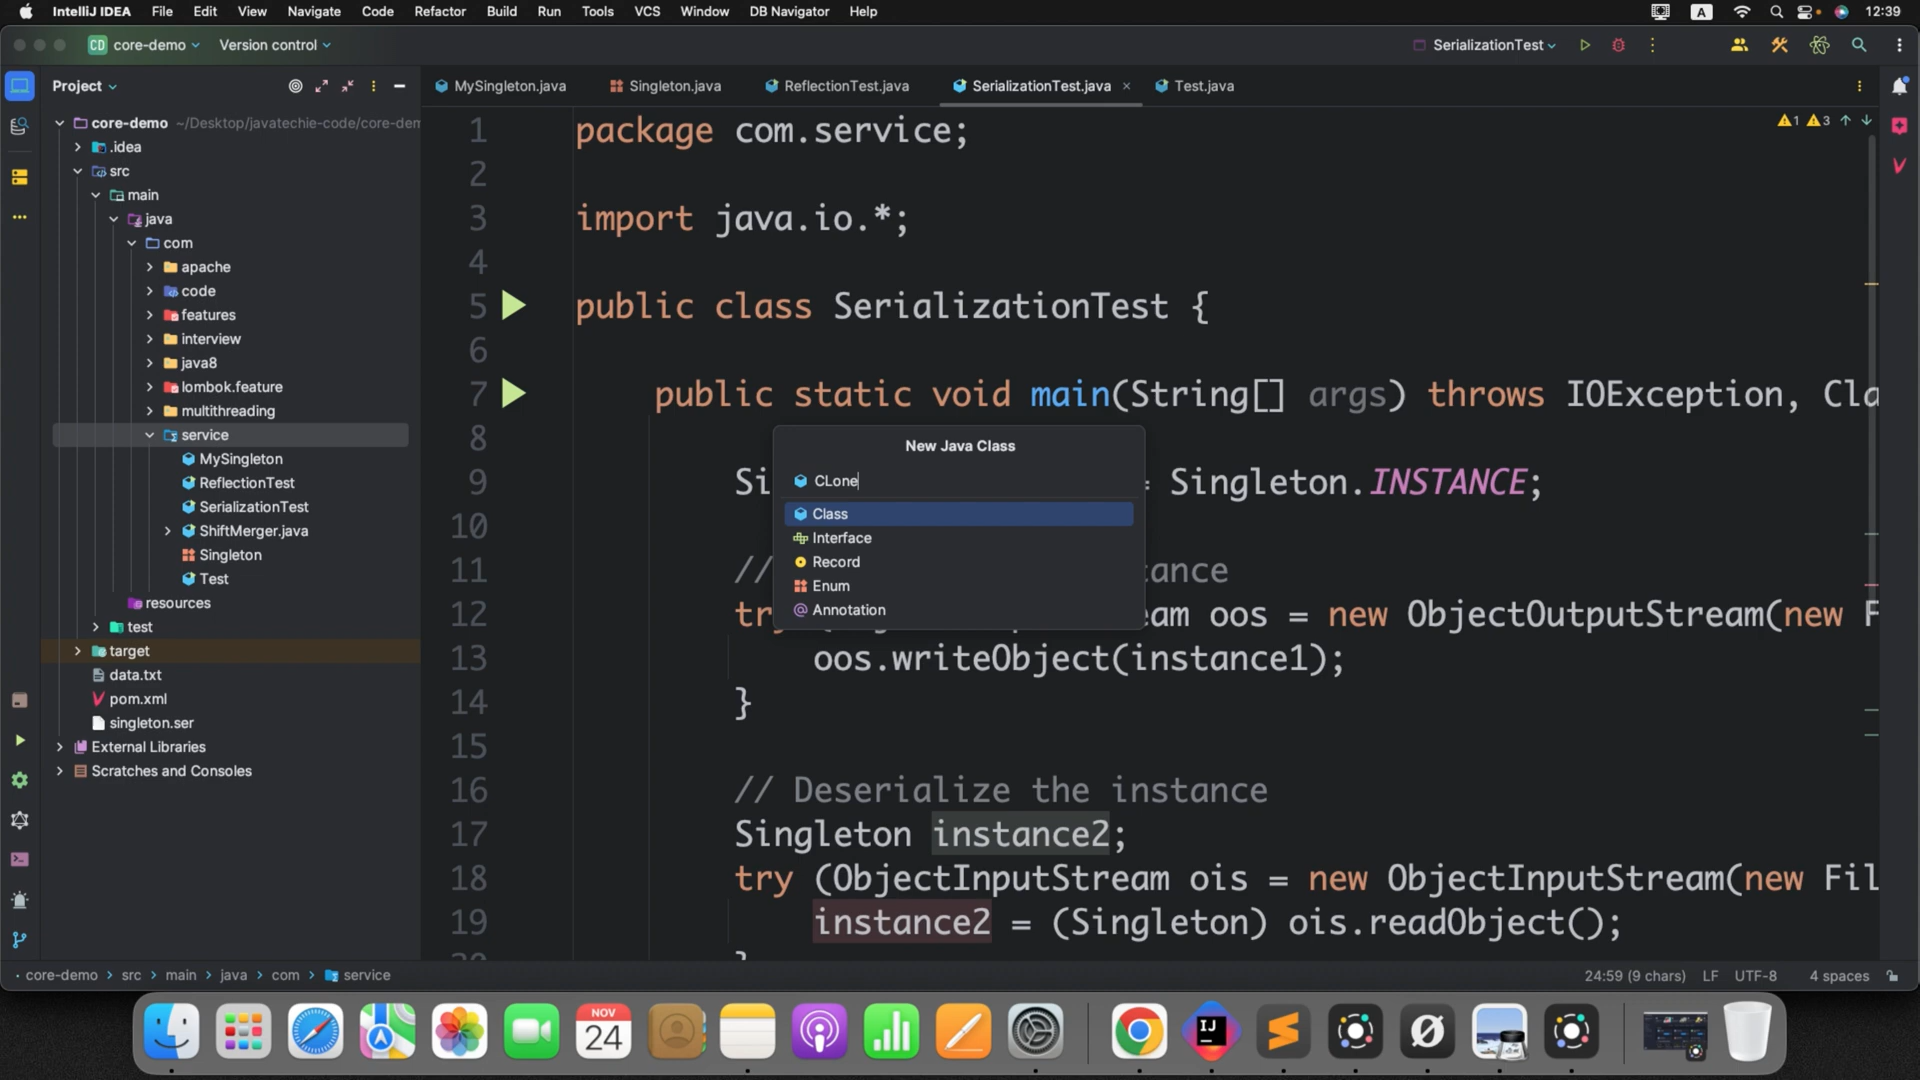 IntelliJ IDEA File Edit View Navigate Code Refactor Build Run Tools VCS Window DB Navigator Help A 12:39
CD core-demo Version control SerializationTest
Project
MySingleton.java Singleton.java ReflectionTest.java SerializationTest.java Test.java
core-demo ~/Desktop/javatechie-code/core-dem
.idea
src
main
java
com
apache
code
features
interview
java8
lombok.feature
multithreading
service
MySingleton
ReflectionTest
SerializationTest
ShiftMerger.java
Singleton
Test
resources
test
target
data.txt
pom.xml
singleton.ser
External Libraries
Scratches and Consoles
1 3
1 package com.service;
2
3 import java.io.*;
4
5 public class SerializationTest {
6
7 public static void main(String[] args) throws IOException, Cla
8
9 Si = Singleton.INSTANCE;
10
11 // tance
12 try eam oos = new ObjectOutputStream(new F
13 oos.writeObject(instance1);
14 }
15
16 // Deserialize the instance
17 Singleton instance2;
18 try (ObjectInputStream ois = new ObjectInputStream(new Fil
19 instance2 = (Singleton) ois.readObject();
20 }
New Java Class
CLone
Class
Interface
Record
Enum
Annotation
core-demo > src > main > java > com > service 24:59 (9 chars) LF UTF-8 4 spaces
NOV
24
IJ